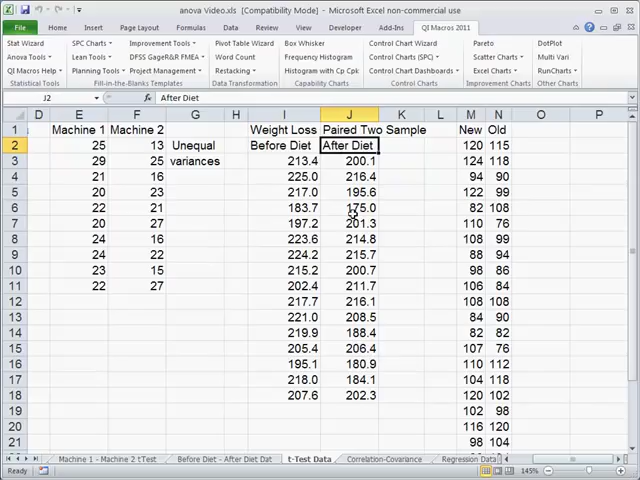 anova Video.xls [Compatibility Mode] - Microsoft Excel non-commercial use
File Home Insert Page Layout Formulas Data Review View Developer Add-Ins QI Macros 2011
Stat Wizard SPC Charts Improvement Tools Pivot Table Wizard Box Whisker Control Chart Wizard Pareto DotPlot
Anova Tools Lean Tools DFSS GageR&R FMEA Word Count Frequency Histogram Control Charts (SPC) Scatter Multi Vari
QI Macros Help Planning Tools Project Management Restacking Histogram with Cp Cpk Control Chart Dashboards Excel Charts MultiVari
Statistics Fill-in-the-Blanks Templates Data Transformation Capability Charts Control Charts Improvement Charts
J2 fx After Diet
D E F G H I J K L M N O P
1 Machine 1 Machine 2 Weight Loss Paired Two Sample New Old
2 25 13 Unequal Before Diet After Diet 120 115
3 29 25 variances 213.4 200.1 124 118
4 21 16 225.0 216.4 94 90
5 20 23 217.0 195.6 122 99
6 22 21 183.7 175.0 82 108
7 20 27 197.2 201.3 110 76
8 24 16 223.6 214.8 108 99
9 24 22 224.2 215.7 88 94
10 23 15 215.2 200.7 98 86
11 22 27 202.4 211.7 106 84
12 217.7 216.1 108 108
13 221.0 208.5 84 90
14 219.9 188.4 82 82
15 205.4 206.4 107 76
16 195.1 180.9 110 112
17 218.0 184.1 104 118
18 207.6 202.3 120 102
19 102 98
20 116 120
21 98 104
Machine 1 - Machine 2 tTest Before Diet - After Diet Dat t-Test Data Correlation-Covariance Regression Data
Ready 145%